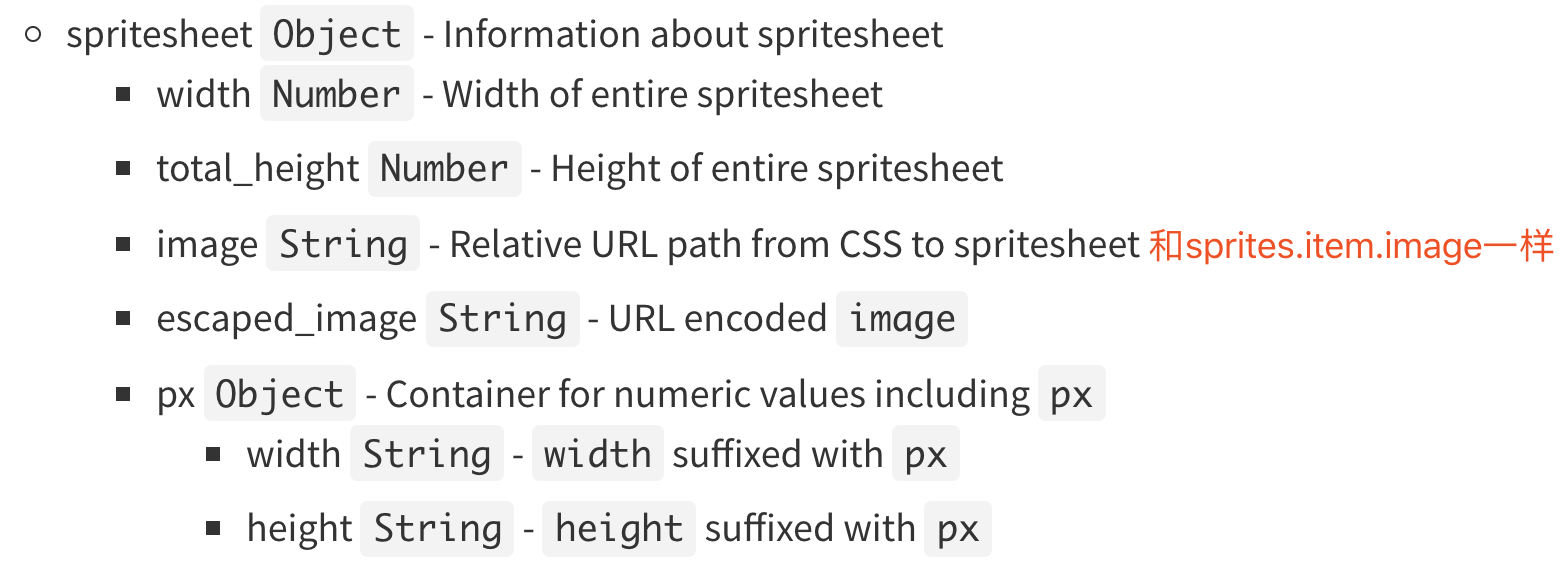 spritesheet Object - Information about spritesheet
width Number - Width of entire spritesheet
total_height Number - Height of entire spritesheet
image String - Relative URL path from CSS to spritesheet 和sprites.item.image一样
escaped_image String - URL encoded image
px Object - Container for numeric values including px
width String - width suffixed with px
height String - height suffixed with px